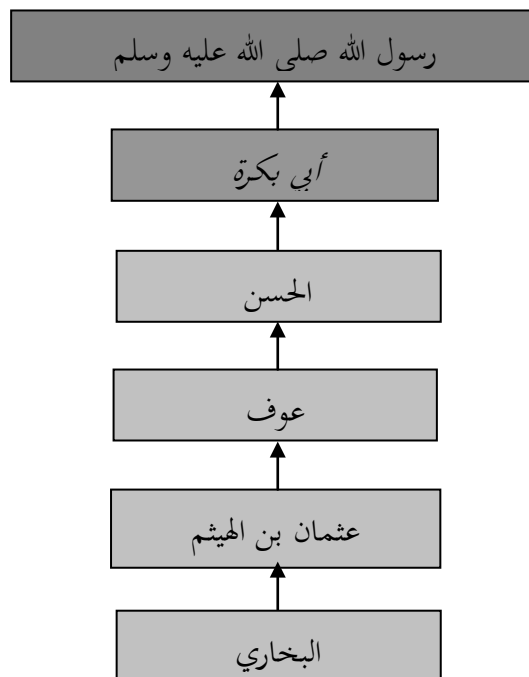 رسول الله صلى الله عليه وسلم
أبي بكرة
الحسن
عوف
عثمان بن الهيثم
البخاري